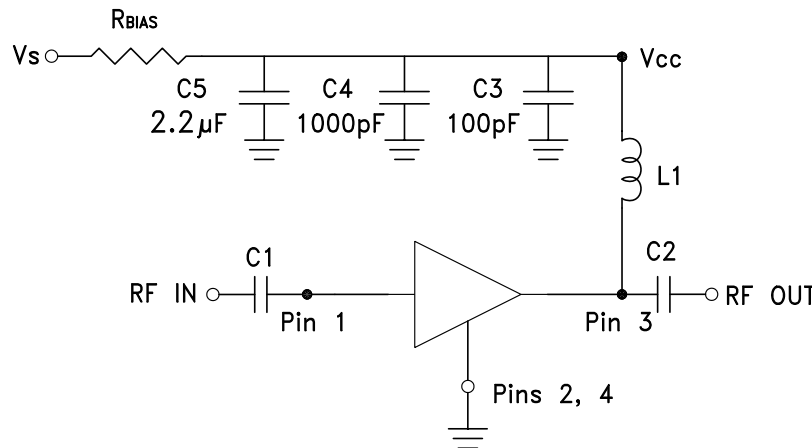 RBIAS
Vs
Vcc
C5
2.2µF
C4
1000pF
C3
100pF
L1
C1
C2
RF IN
RF OUT
Pin 1
Pin 3
Pins 2, 4